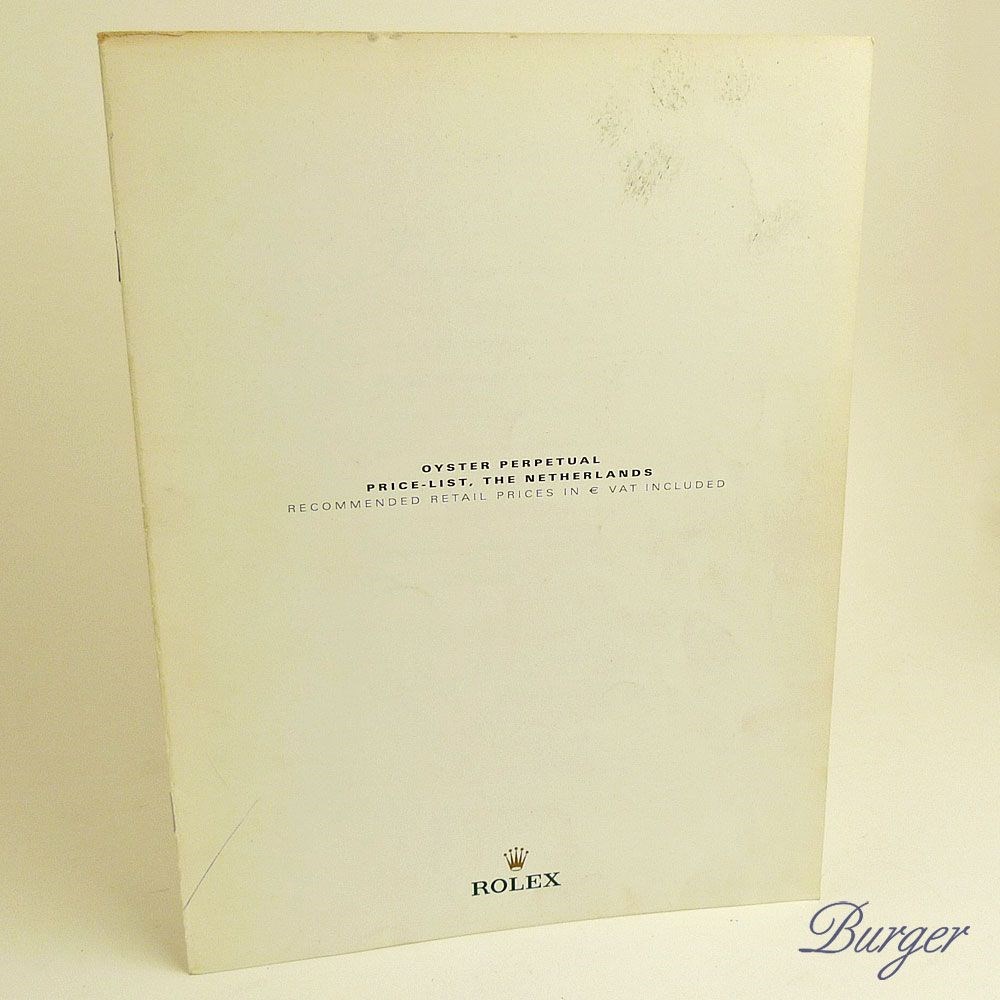 OYSTER PERPETUAL
PRICE-LIST, THE NETHERLANDS
RECOMMENDED RETAIL PRICES IN € VAT INCLUDED
ROLEX
Burger